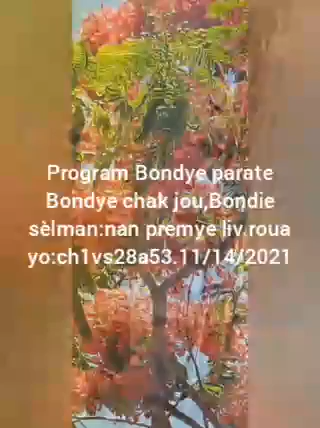 Program Bondye parate
Bondye chak jou,Bondie
sèlman:nan premye liv roua
yo:ch1vs28a53.11/14/2021